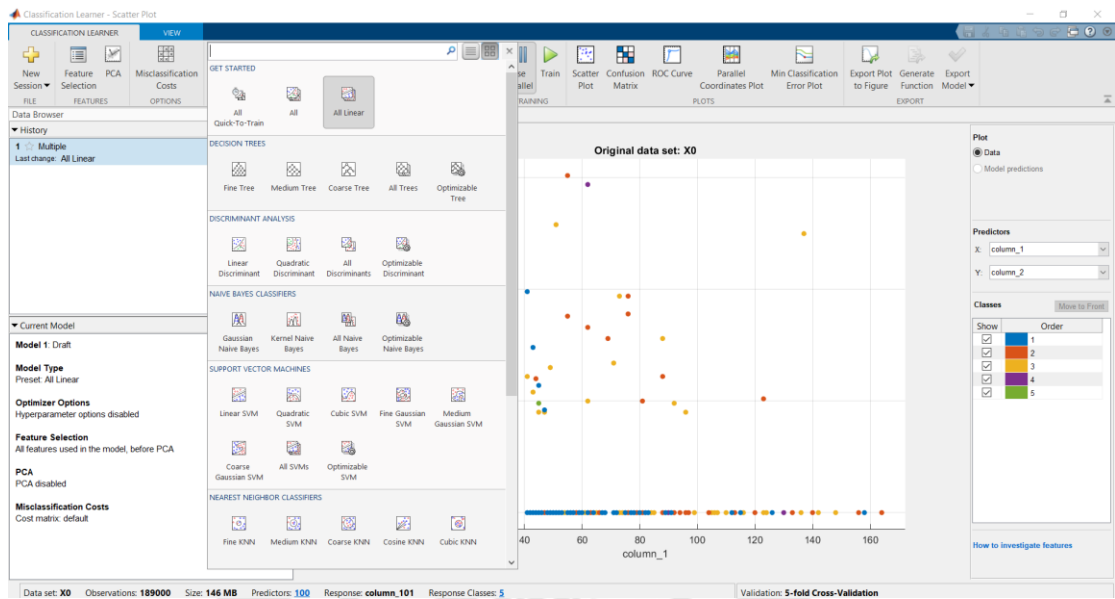 Classification Learner - Scatter Plot
CLASSIFICATION LEARNER VIEW
New Session
Feature Selection
PCA
Misclassification Costs
Train
Scatter Plot
Confusion Matrix
ROC Curve
Parallel Coordinates Plot
Min Classification Error Plot
Export Plot to Figure
Generate Function
Export Model
FILE FEATURES OPTIONS PLOTS EXPORT
Data Browser
History
1 Multiple
Last change: All Linear
GET STARTED
All Quick-To-Train
All
All Linear
DECISION TREES
Fine Tree
Medium Tree
Coarse Tree
All Trees
Optimizable Tree
DISCRIMINANT ANALYSIS
Linear Discriminant
Quadratic Discriminant
All Discriminants
Optimizable Discriminant
NAIVE BAYES CLASSIFIERS
Gaussian Naive Bayes
Kernel Naive Bayes
All Naive Bayes
Optimizable Naive Bayes
SUPPORT VECTOR MACHINES
Linear SVM
Quadratic SVM
Cubic SVM
Fine Gaussian SVM
Medium Gaussian SVM
Coarse Gaussian SVM
All SVMs
Optimizable SVM
NEAREST NEIGHBOR CLASSIFIERS
Fine KNN
Medium KNN
Coarse KNN
Cosine KNN
Cubic KNN
Current Model
Model 1: Draft
Model Type
Preset: All Linear
Optimizer Options
Hyperparameter options disabled
Feature Selection
All features used in the model, before PCA
PCA
PCA disabled
Misclassification Costs
Cost matrix: default
Original data set: X0
40 60 80 100 120 140 160
column_1
Plot
Data
Model predictions
Predictors
X: column_1
Y: column_2
Classes Move to Front
Show Order
1
2
3
4
5
How to investigate features
Data set: X0 Observations: 189000 Size: 146 MB Predictors: 100 Response: column_101 Response Classes: 5 Validation: 5-fold Cross-Validation